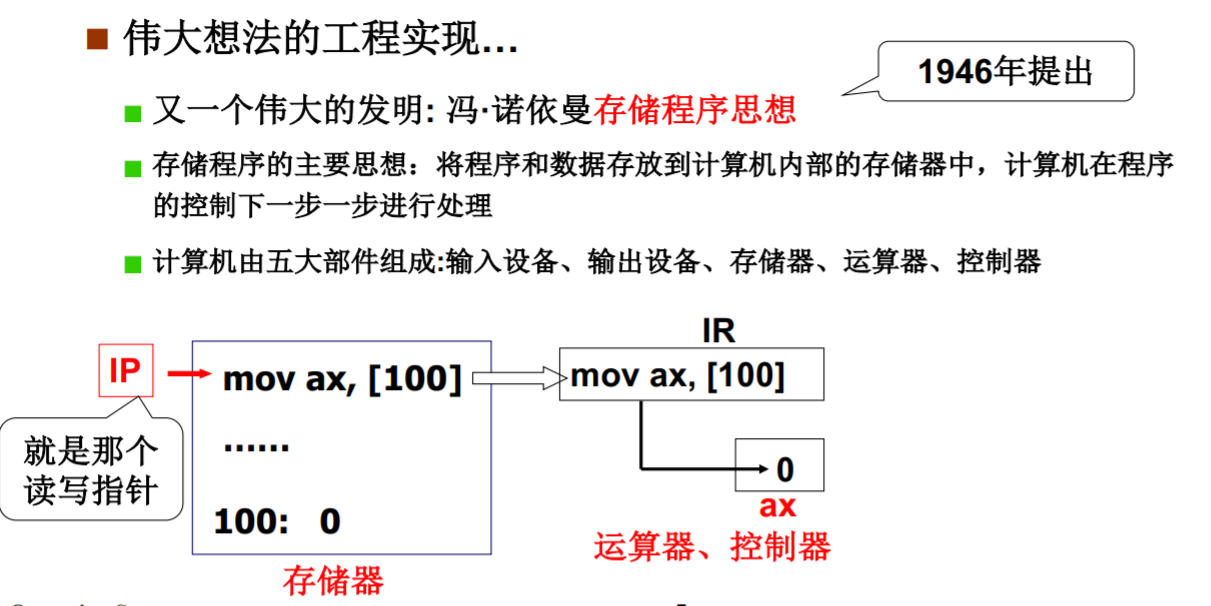 伟大想法的工程实现...
1946年提出
又一个伟大的发明: 冯·诺依曼存储程序思想
存储程序的主要思想：将程序和数据存放到计算机内部的存储器中，计算机在程序
的控制下一步一步进行处理
计算机由五大部件组成:输入设备、输出设备、存储器、运算器、控制器
IR
IP
mov ax, [100]
mov ax, [100]
就是那个
读写指针
......
0
ax
100: 0
运算器、控制器
存储器